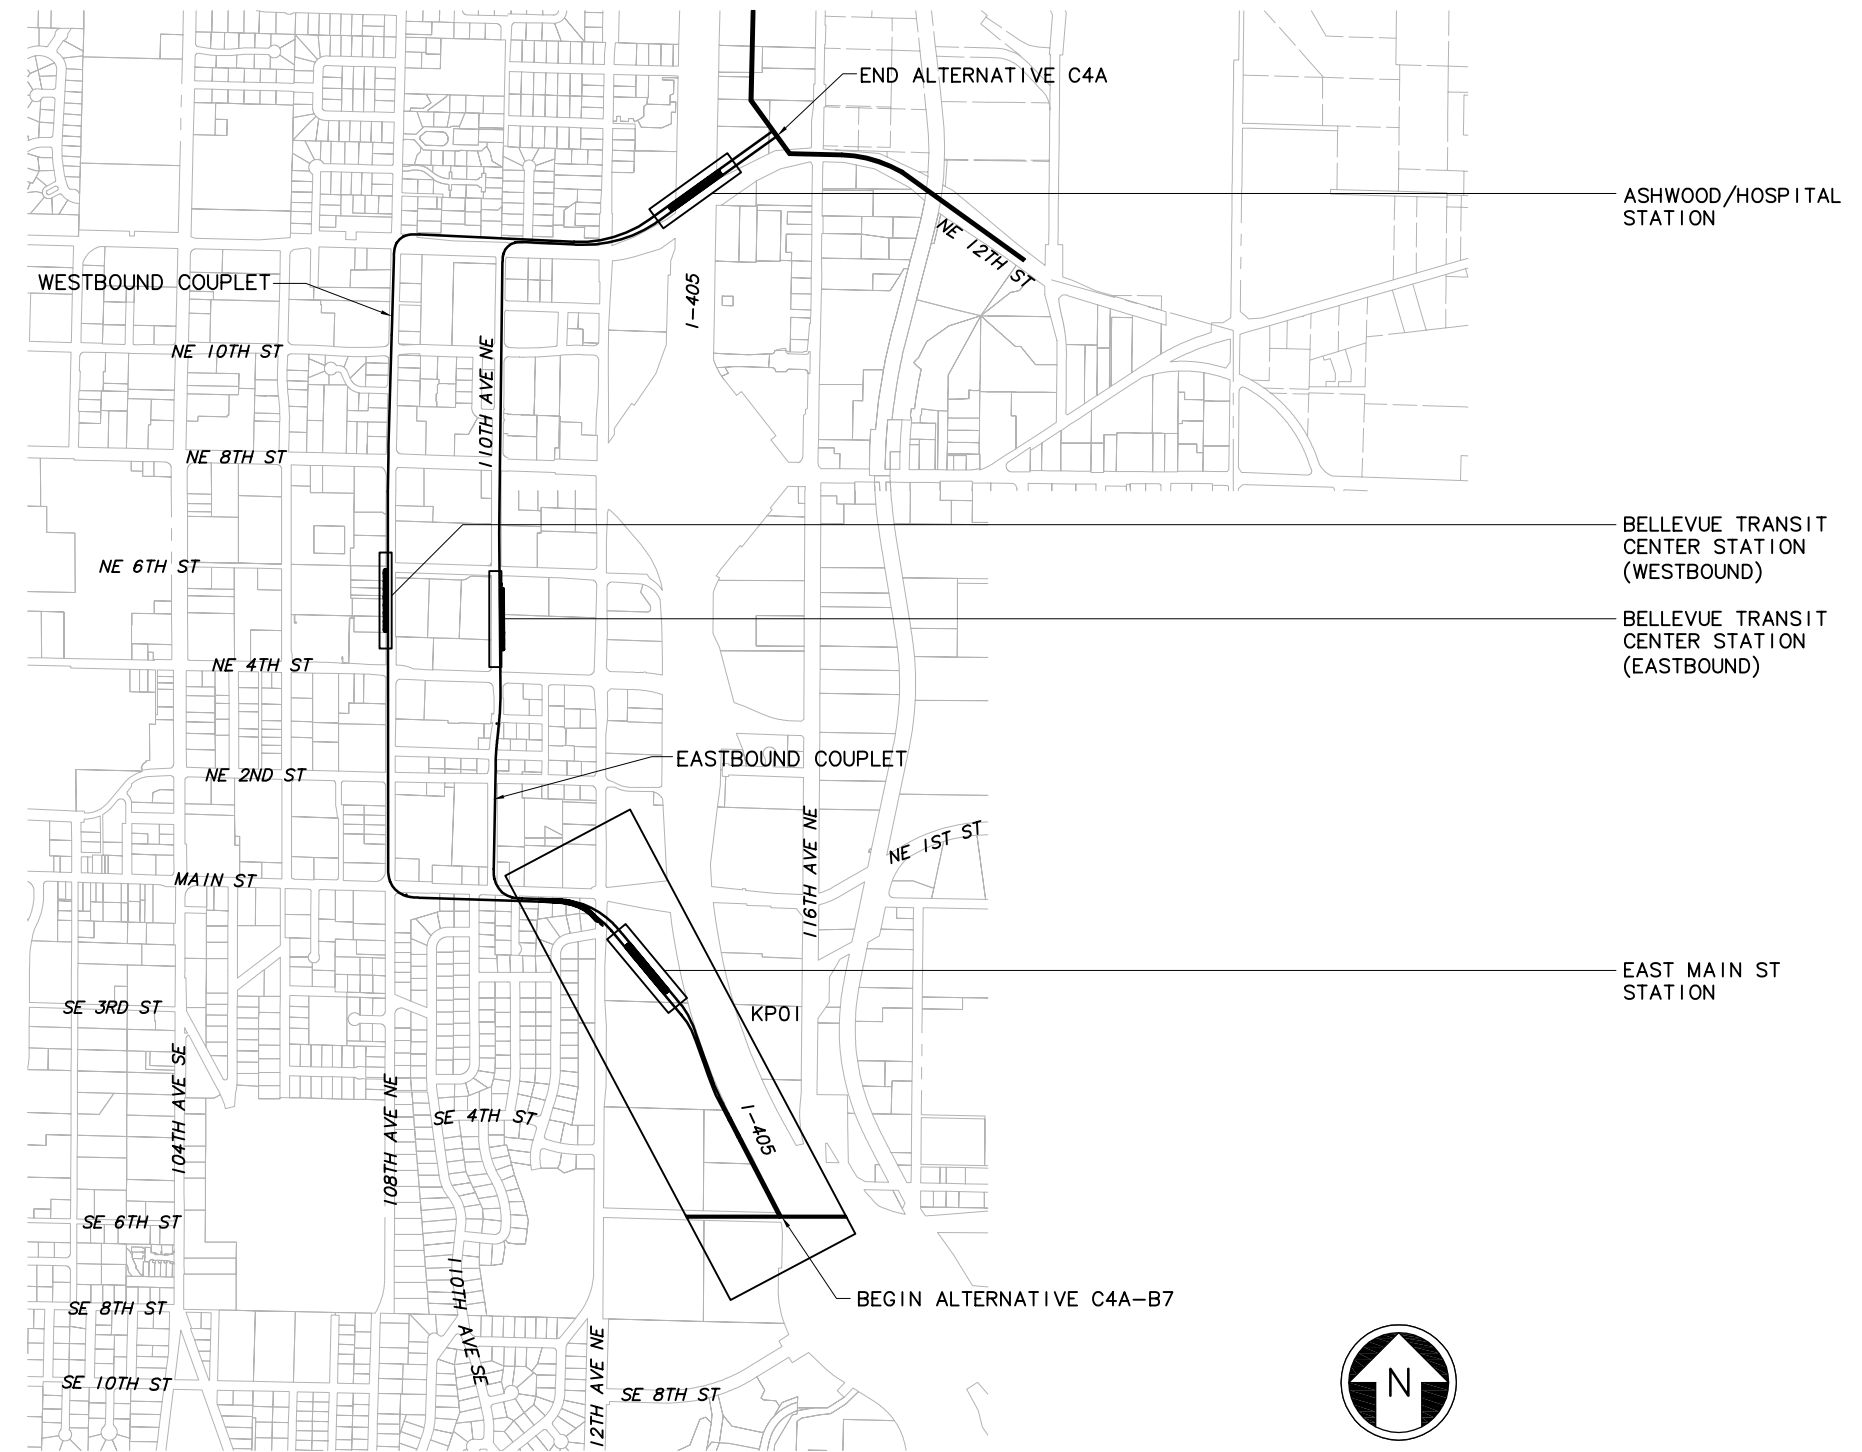 END ALTERNATIVE C4A
ASHWOOD/HOSPITAL
STATION
NE 12TH ST
WESTBOUND COUPLET
I-405
NE 10TH ST
110TH AVE NE
NE 8TH ST
BELLEVUE TRANSIT
CENTER STATION
(WESTBOUND)
NE 6TH ST
BELLEVUE TRANSIT
CENTER STATION
(EASTBOUND)
NE 4TH ST
EASTBOUND COUPLET
NE 2ND ST
116TH AVE NE
NE 1ST ST
MAIN ST
EAST MAIN ST
STATION
SE 3RD ST
KP01
104TH AVE SE
108TH AVE NE
SE 4TH ST
I-405
SE 6TH ST
110TH AVE SE
BEGIN ALTERNATIVE C4A-B7
SE 8TH ST
12TH AVE NE
SE 10TH ST
SE 8TH ST
N